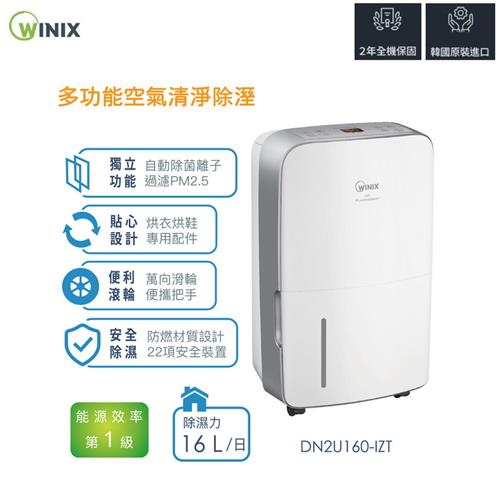 WINIX
2年全機保固
韓國原裝進口
多功能空氣清淨除溼
獨立功能
自動除菌離子
過濾PM2.5
貼心設計
烘衣烘鞋
專用配件
便利滾輪
萬向滑輪
便攜把手
安全除濕
防燃材質設計
22項安全裝置
WINIX
能源效率
第1級
除濕力
16L/日
DN2U160-IZT